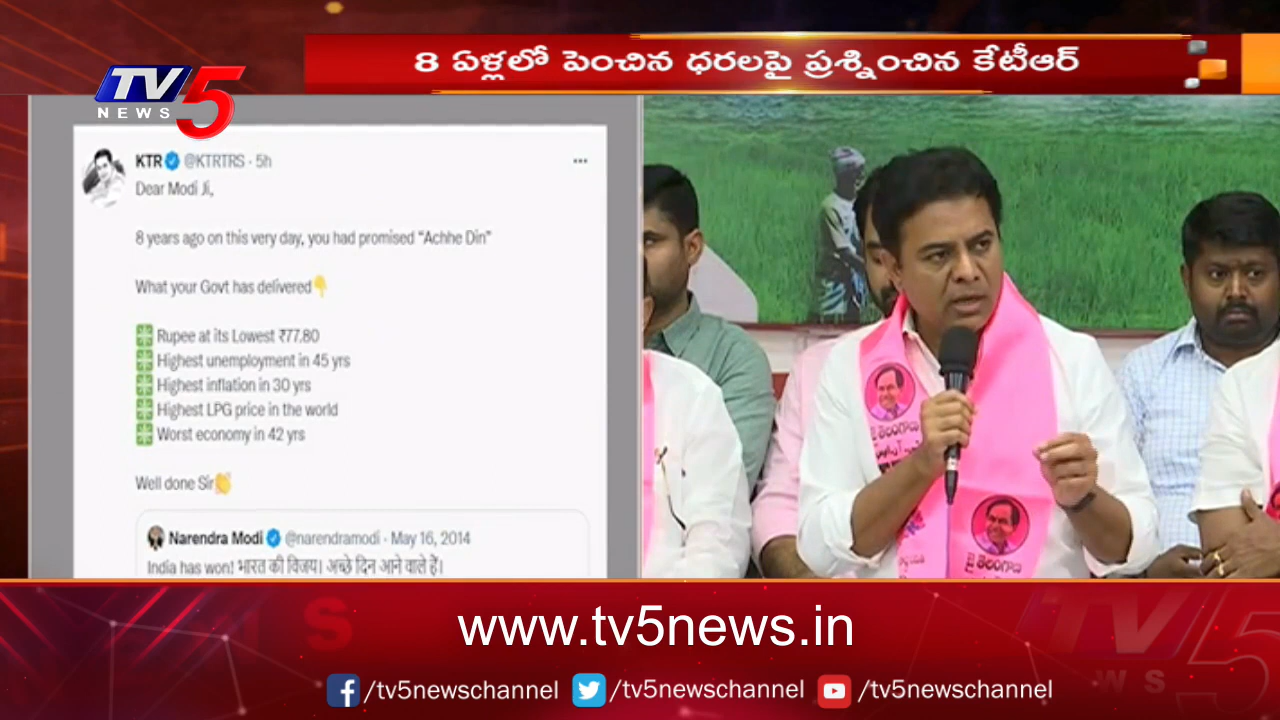 8 ఏళ్లలో పెంచిన ధరలపై ప్రశ్నించిన కేటీఆర్
TV5
NEWS
KTR @KTRTRS · 5h
Dear Modi Ji,
8 years ago on this very day, you had promised “Achhe Din”
What your Govt has delivered👇
✳️ Rupee at its Lowest ₹77.80
✳️ Highest unemployment in 45 yrs
✳️ Highest inflation in 30 yrs
✳️ Highest LPG price in the world
✳️ Worst economy in 42 yrs
Well done Sir👏
Narendra Modi @narendramodi · May 16, 2014
India has won! भारत की विजय। अच्छे दिन आने वाले हैं।
జై తెలంగాణ
జై తెలంగాణ
www.tv5news.in
/tv5newschannel /tv5newschannel /tv5newschannel